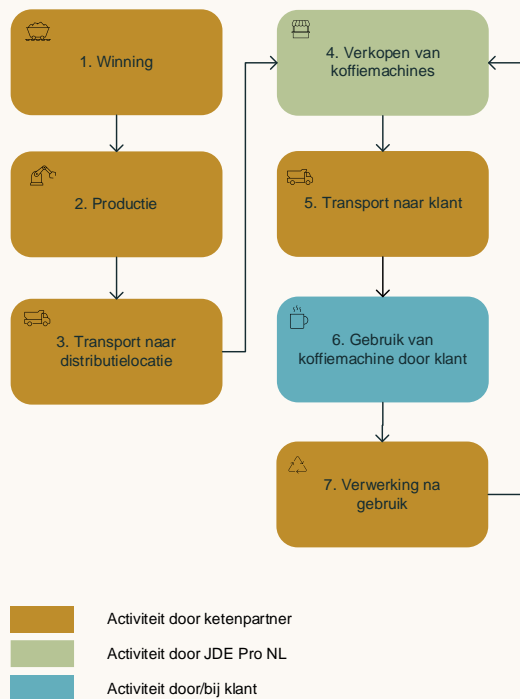 1. Winning
2. Productie
3. Transport naar
distributielocatie
4. Verkopen van
koffiemachines
5. Transport naar klant
6. Gebruik van
koffiemachine door klant
7. Verwerking na
gebruik
Activiteit door ketenpartner
Activiteit door JDE Pro NL
Activiteit door/bij klant